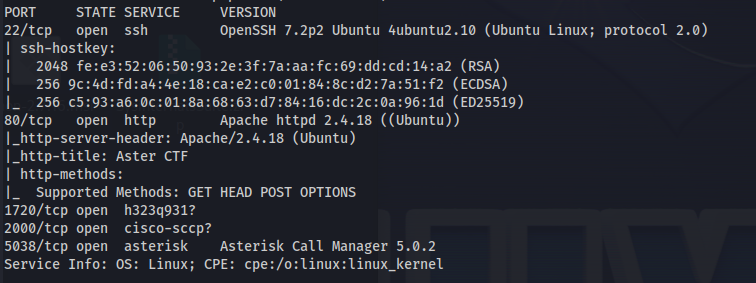 PORT     STATE SERVICE     VERSION
22/tcp   open  ssh         OpenSSH 7.2p2 Ubuntu 4ubuntu2.10 (Ubuntu Linux; protocol 2.0)
| ssh-hostkey:
|   2048 fe:e3:52:06:50:93:2e:3f:7a:aa:fc:69:dd:cd:14:a2 (RSA)
|   256 9c:4d:fd:a4:4e:18:ca:e2:c0:01:84:8c:d2:7a:51:f2 (ECDSA)
|_  256 c5:93:a6:0c:01:8a:68:63:d7:84:16:dc:2c:0a:96:1d (ED25519)
80/tcp   open  http        Apache httpd 2.4.18 ((Ubuntu))
|_http-server-header: Apache/2.4.18 (Ubuntu)
|_http-title: Aster CTF
| http-methods:
|_  Supported Methods: GET HEAD POST OPTIONS
1720/tcp open  h323q931?
2000/tcp open  cisco-sccp?
5038/tcp open  asterisk    Asterisk Call Manager 5.0.2
Service Info: OS: Linux; CPE: cpe:/o:linux:linux_kernel